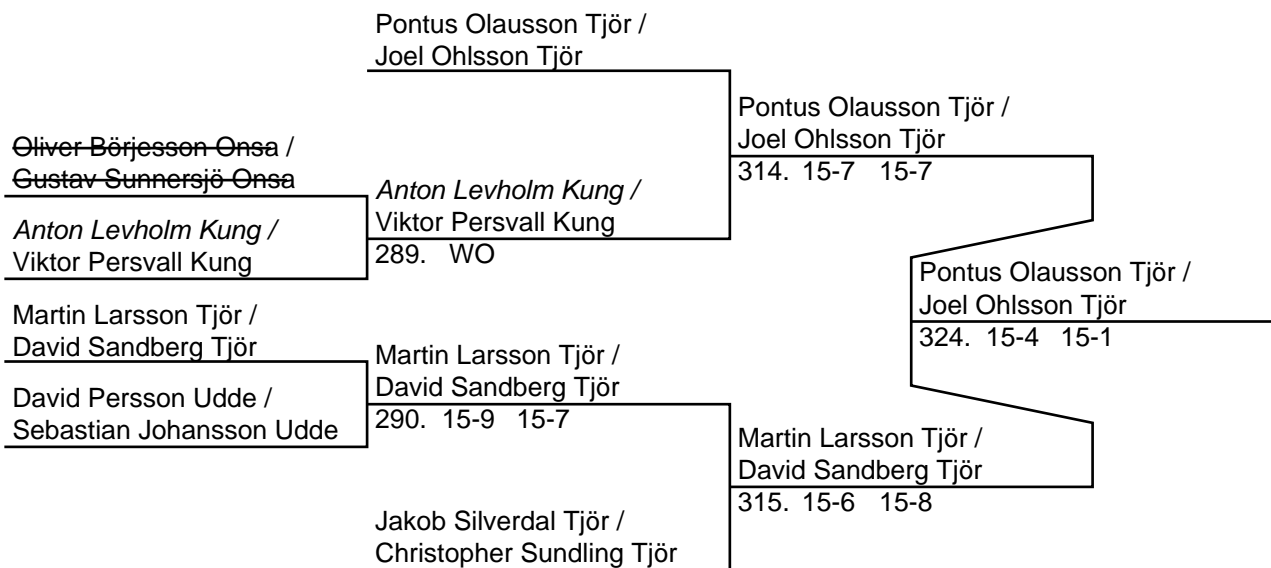 Pontus Olausson Tjör /
Joel Ohlsson Tjör
Oliver Börjesson Onsa /
Gustav Sunnersjö Onsa
Anton Levholm Kung /
Viktor Persvall Kung
Anton Levholm Kung /
Viktor Persvall Kung
289. WO
Pontus Olausson Tjör /
Joel Ohlsson Tjör
314. 15-7 15-7
Martin Larsson Tjör /
David Sandberg Tjör
David Persson Udde /
Sebastian Johansson Udde
Martin Larsson Tjör /
David Sandberg Tjör
290. 15-9 15-7
Jakob Silverdal Tjör /
Christopher Sundling Tjör
Martin Larsson Tjör /
David Sandberg Tjör
315. 15-6 15-8
Pontus Olausson Tjör /
Joel Ohlsson Tjör
324. 15-4 15-1